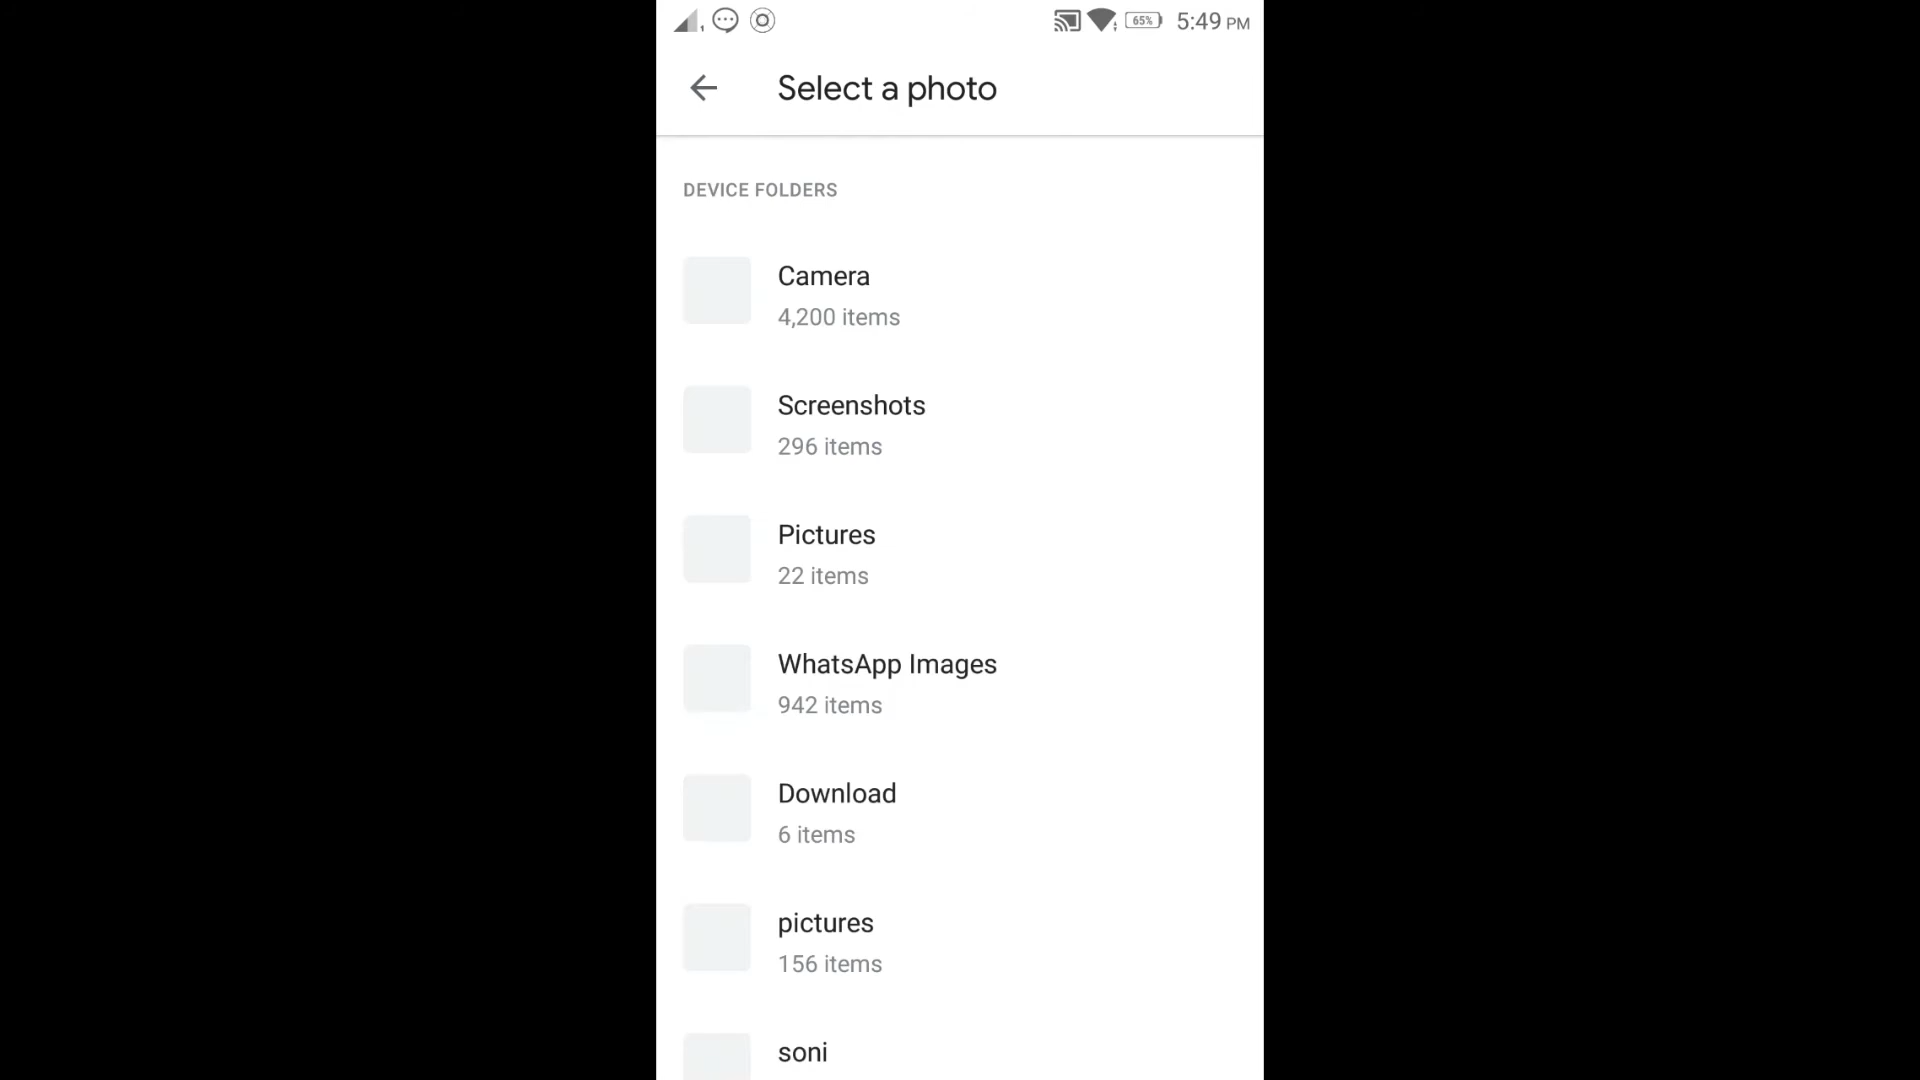 65% 5:49 PM
Select a photo
DEVICE FOLDERS
Camera
4,200 items
Screenshots
296 items
Pictures
22 items
WhatsApp Images
942 items
Download
6 items
pictures
156 items
soni